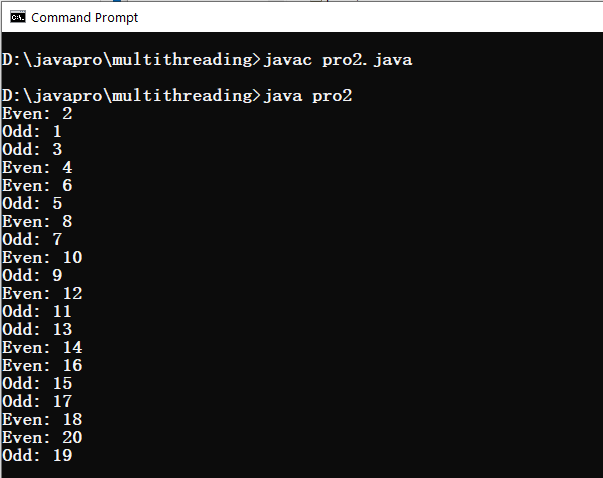 Command Prompt
D:\javapro\multithreading>javac pro2.java
D:\javapro\multithreading>java pro2
Even: 2
Odd: 1
Odd: 3
Even: 4
Even: 6
Odd: 5
Even: 8
Odd: 7
Even: 10
Odd: 9
Even: 12
Odd: 11
Odd: 13
Even: 14
Even: 16
Odd: 15
Odd: 17
Even: 18
Even: 20
Odd: 19